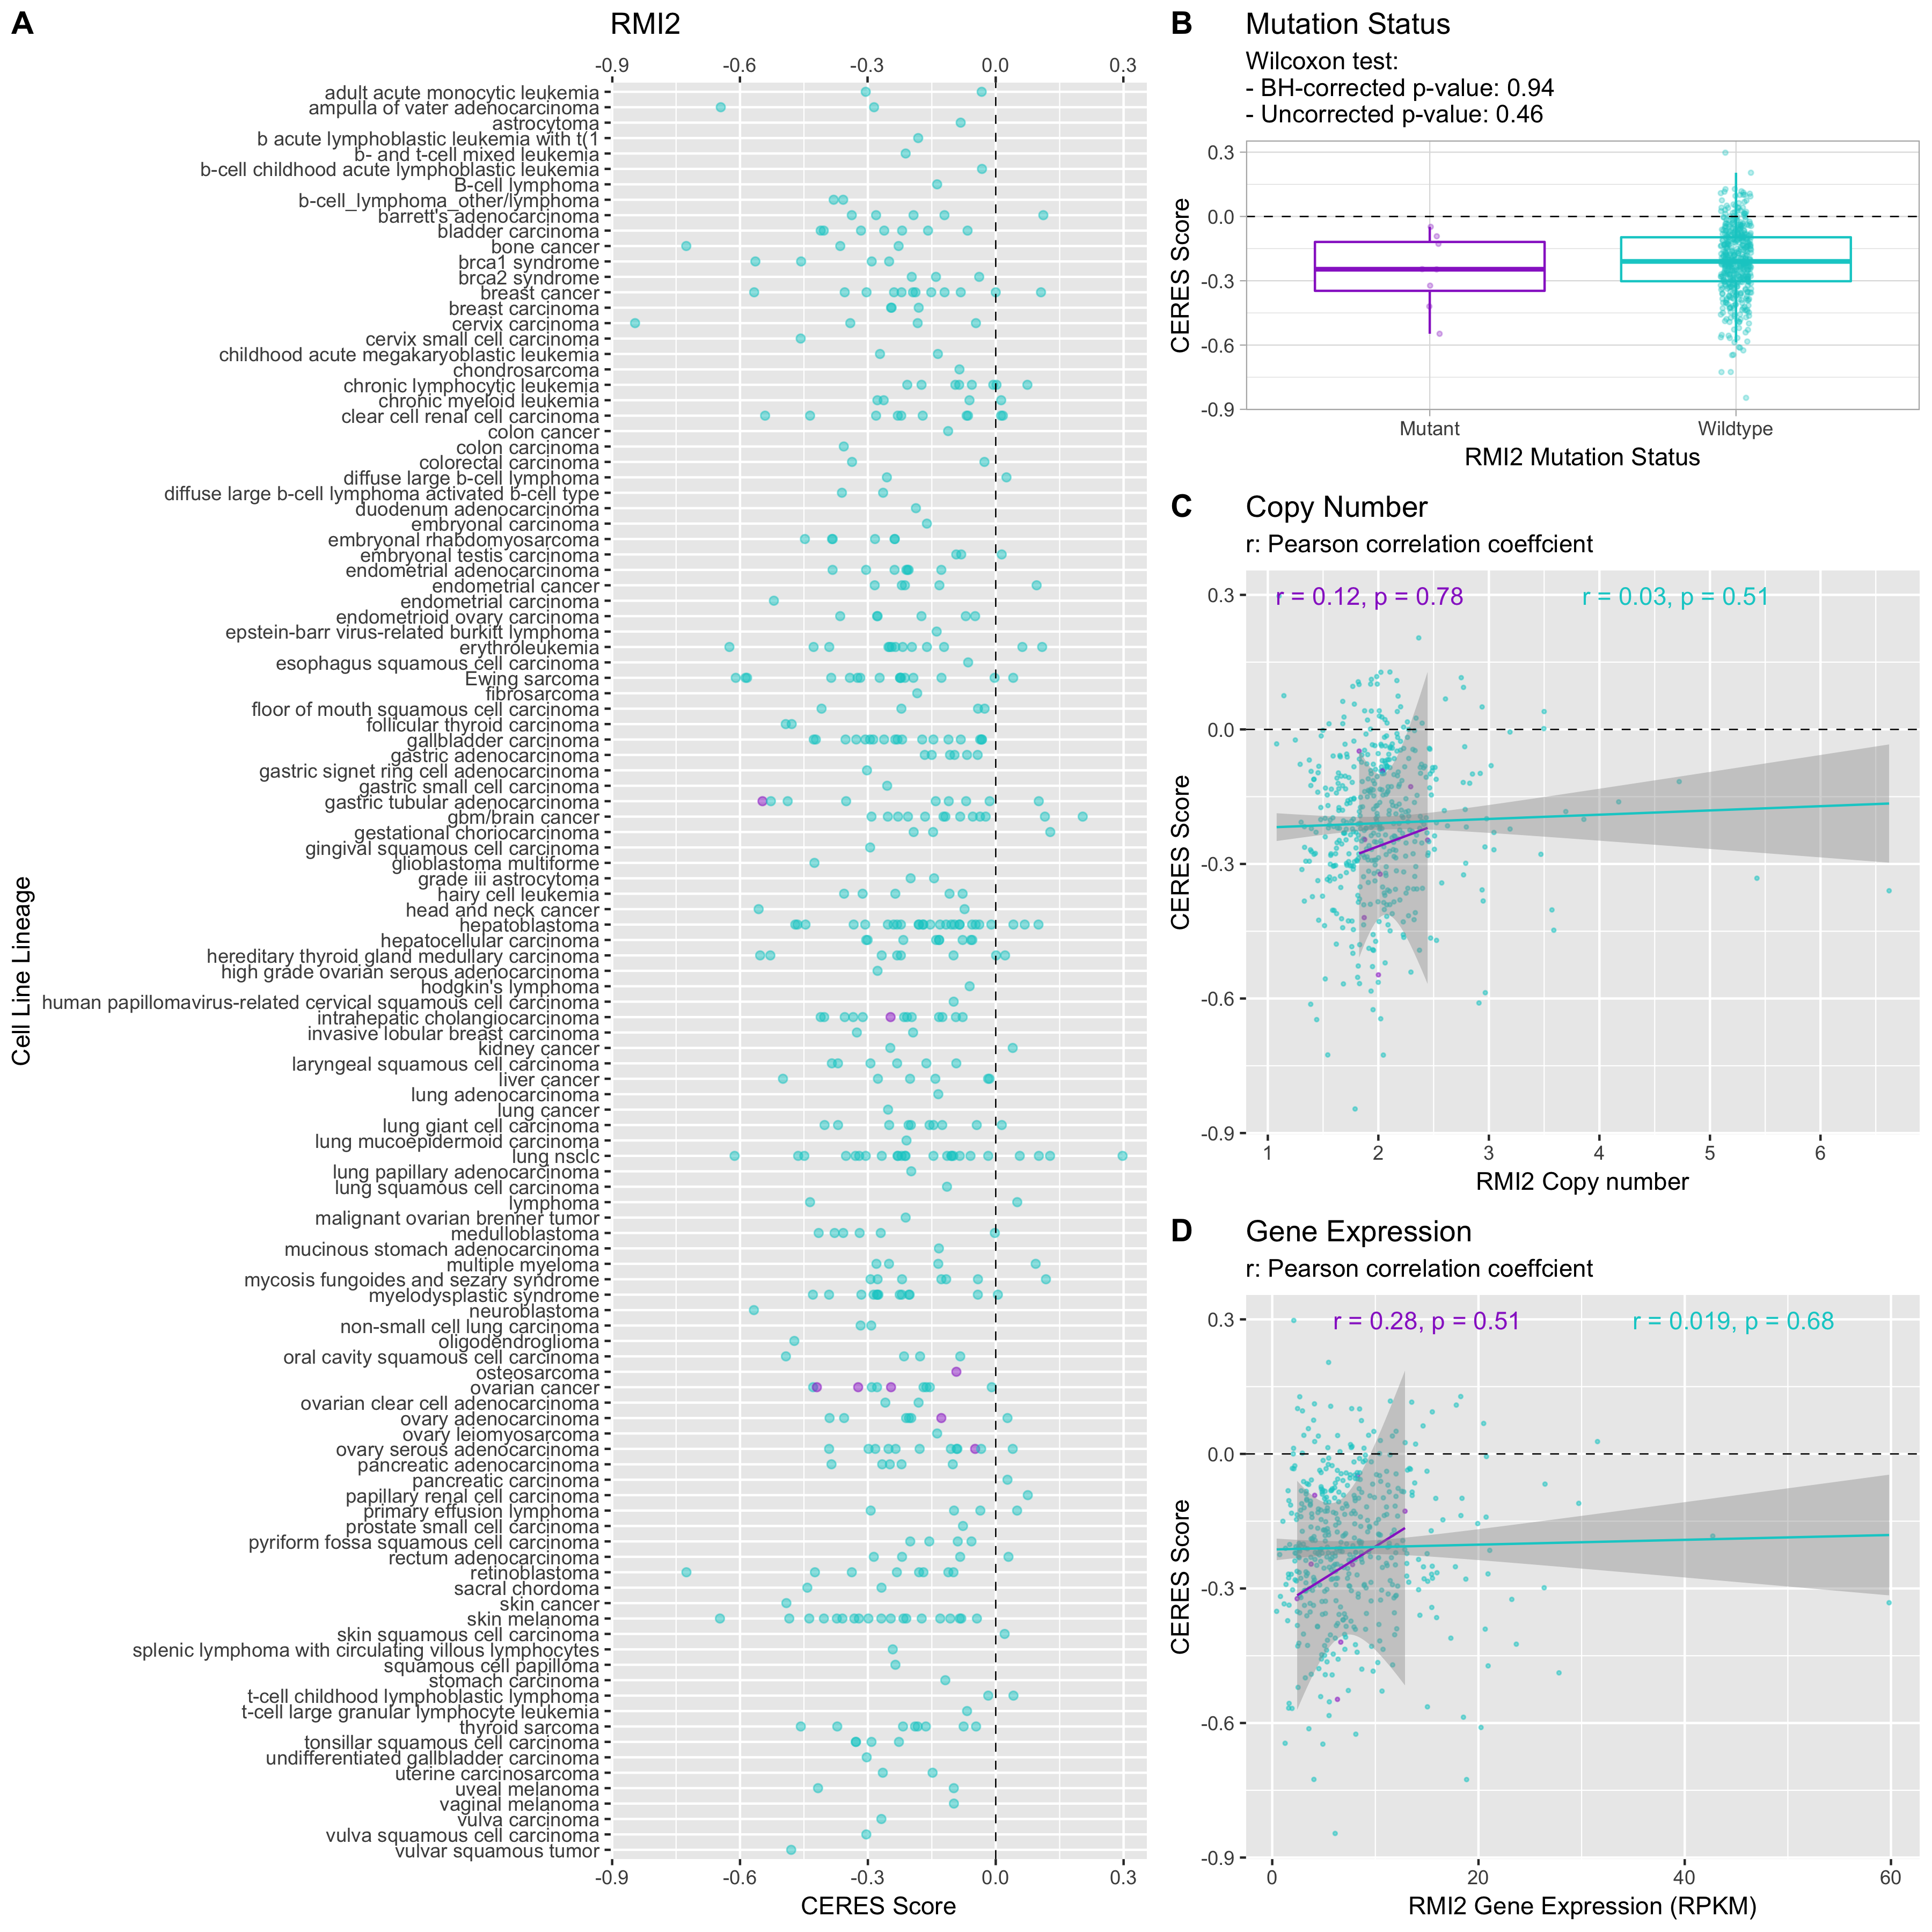 A
RMI2
-0.9 -0.6 -0.3 0.0 0.3
Cell Line Lineage
adult acute monocytic leukemia
ampulla of vater adenocarcinoma
astrocytoma
b acute lymphoblastic leukemia with t(1
b- and t-cell mixed leukemia
b-cell childhood acute lymphoblastic leukemia
B-cell lymphoma
b-cell_lymphoma_other/lymphoma
barrett's adenocarcinoma
bladder carcinoma
bone cancer
brca1 syndrome
brca2 syndrome
breast cancer
breast carcinoma
cervix carcinoma
cervix small cell carcinoma
childhood acute megakaryoblastic leukemia
chondrosarcoma
chronic lymphocytic leukemia
chronic myeloid leukemia
clear cell renal cell carcinoma
colon cancer
colon carcinoma
colorectal carcinoma
diffuse large b-cell lymphoma
diffuse large b-cell lymphoma activated b-cell type
duodenum adenocarcinoma
embryonal carcinoma
embryonal rhabdomyosarcoma
embryonal testis carcinoma
endometrial adenocarcinoma
endometrial cancer
endometrial carcinoma
endometrioid ovary carcinoma
epstein-barr virus-related burkitt lymphoma
erythroleukemia
esophagus squamous cell carcinoma
Ewing sarcoma
fibrosarcoma
floor of mouth squamous cell carcinoma
follicular thyroid carcinoma
gallbladder carcinoma
gastric adenocarcinoma
gastric signet ring cell adenocarcinoma
gastric small cell carcinoma
gastric tubular adenocarcinoma
gbm/brain cancer
gestational choriocarcinoma
gingival squamous cell carcinoma
glioblastoma multiforme
grade iii astrocytoma
hairy cell leukemia
head and neck cancer
hepatoblastoma
hepatocellular carcinoma
hereditary thyroid gland medullary carcinoma
high grade ovarian serous adenocarcinoma
hodgkin's lymphoma
human papillomavirus-related cervical squamous cell carcinoma
intrahepatic cholangiocarcinoma
invasive lobular breast carcinoma
kidney cancer
laryngeal squamous cell carcinoma
liver cancer
lung adenocarcinoma
lung cancer
lung giant cell carcinoma
lung mucoepidermoid carcinoma
lung nsclc
lung papillary adenocarcinoma
lung squamous cell carcinoma
lymphoma
malignant ovarian brenner tumor
medulloblastoma
mucinous stomach adenocarcinoma
multiple myeloma
mycosis fungoides and sezary syndrome
myelodysplastic syndrome
neuroblastoma
non-small cell lung carcinoma
oligodendroglioma
oral cavity squamous cell carcinoma
osteosarcoma
ovarian cancer
ovarian clear cell adenocarcinoma
ovary adenocarcinoma
ovary leiomyosarcoma
ovary serous adenocarcinoma
pancreatic adenocarcinoma
pancreatic carcinoma
papillary renal cell carcinoma
primary effusion lymphoma
prostate small cell carcinoma
pyriform fossa squamous cell carcinoma
rectum adenocarcinoma
retinoblastoma
sacral chordoma
skin cancer
skin melanoma
skin squamous cell carcinoma
splenic lymphoma with circulating villous lymphocytes
squamous cell papilloma
stomach carcinoma
t-cell childhood lymphoblastic lymphoma
t-cell large granular lymphocyte leukemia
thyroid sarcoma
tonsillar squamous cell carcinoma
undifferentiated gallbladder carcinoma
uterine carcinosarcoma
uveal melanoma
vaginal melanoma
vulva carcinoma
vulva squamous cell carcinoma
vulvar squamous tumor
-0.9 -0.6 -0.3 0.0 0.3
CERES Score
B
Mutation Status
Wilcoxon test:
- BH-corrected p-value: 0.94
- Uncorrected p-value: 0.46
CERES Score
0.3
0.0
-0.3
-0.6
-0.9
Mutant Wildtype
RMI2 Mutation Status
C
Copy Number
r: Pearson correlation coeffcient
r = 0.12, p = 0.78 r = 0.03, p = 0.51
CERES Score
0.3
0.0
-0.3
-0.6
-0.9
1 2 3 4 5 6
RMI2 Copy number
D
Gene Expression
r: Pearson correlation coeffcient
r = 0.28, p = 0.51 r = 0.019, p = 0.68
CERES Score
0.3
0.0
-0.3
-0.6
-0.9
0 20 40 60
RMI2 Gene Expression (RPKM)